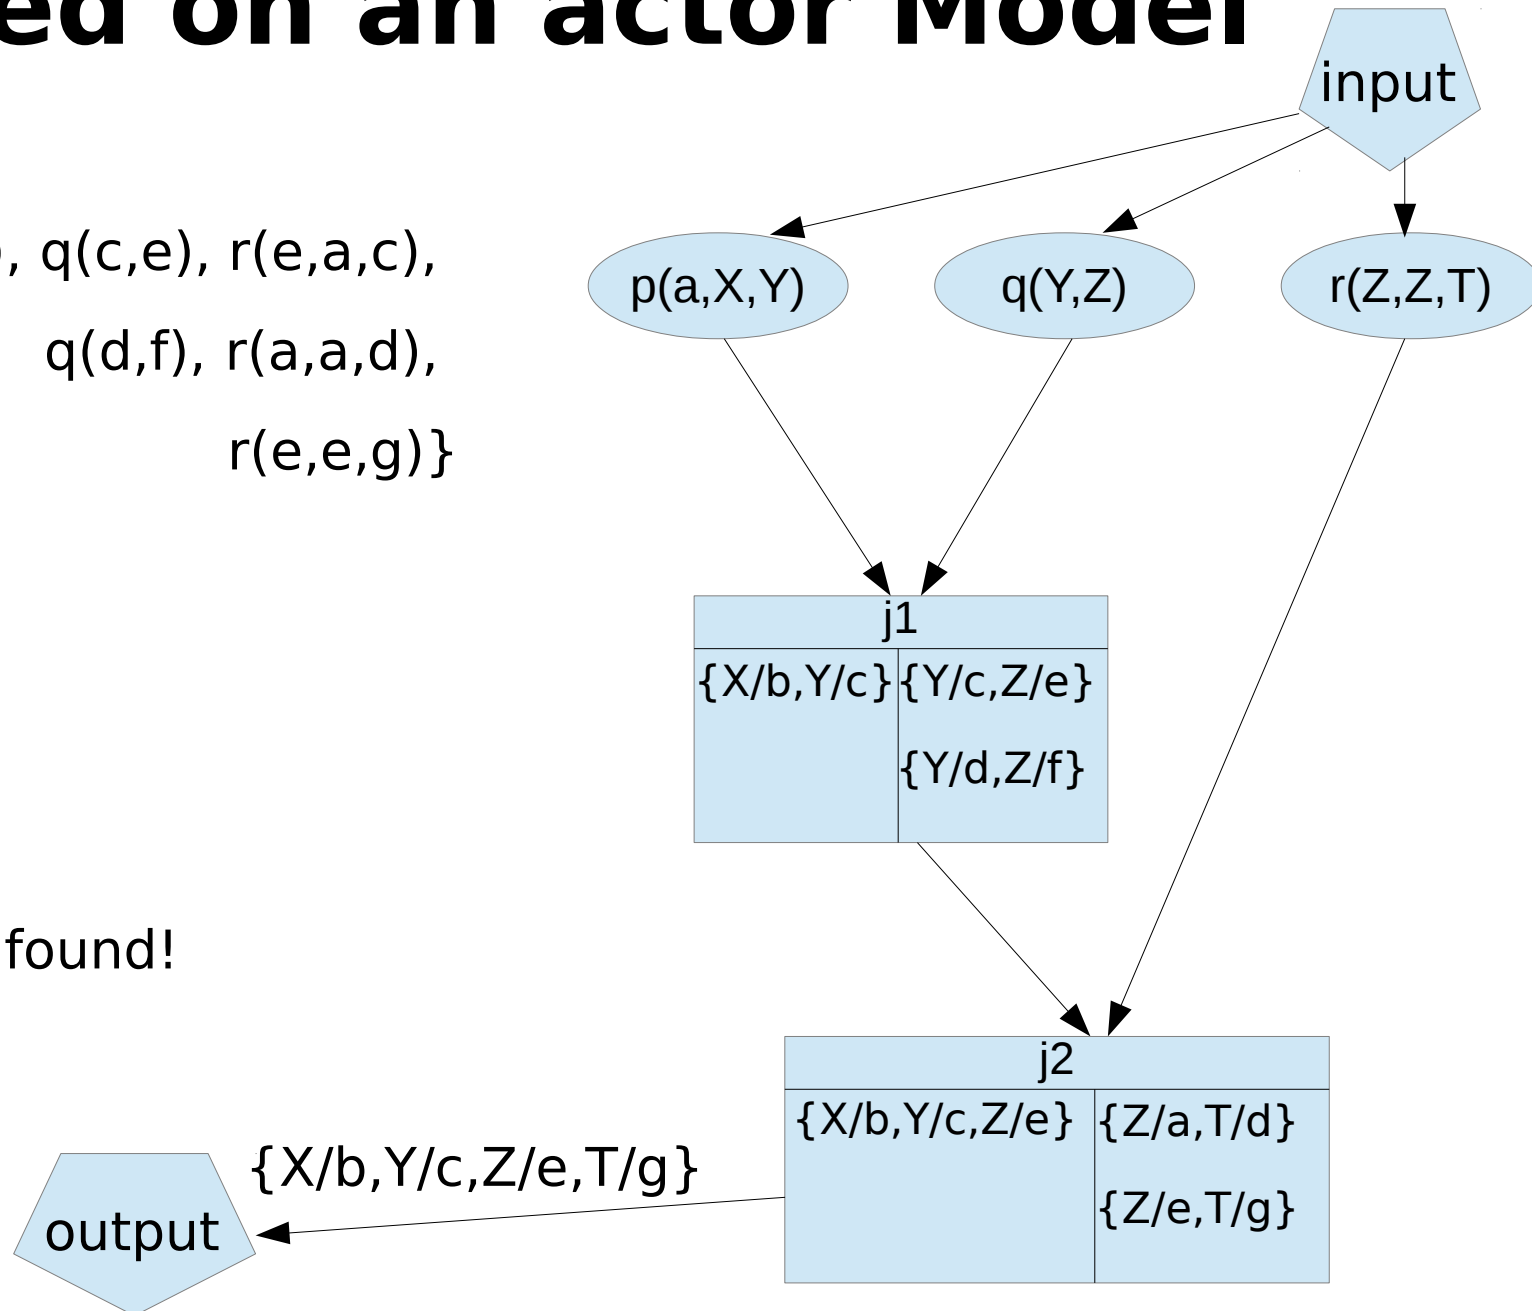 ed on an actor Model
input
), q(c,e), r(e,a,c),
p(a,X,Y)
q(Y,Z)
r(Z,Z,T)
q(d,f), r(a,a,d),
r(e,e,g)}
j1
{X/b,Y/c}
{Y/c,Z/e}
{Y/d,Z/f}
found!
j2
{X/b,Y/c,Z/e}
{Z/a,T/d}
{Z/e,T/g}
{X/b,Y/c,Z/e,T/g}
output